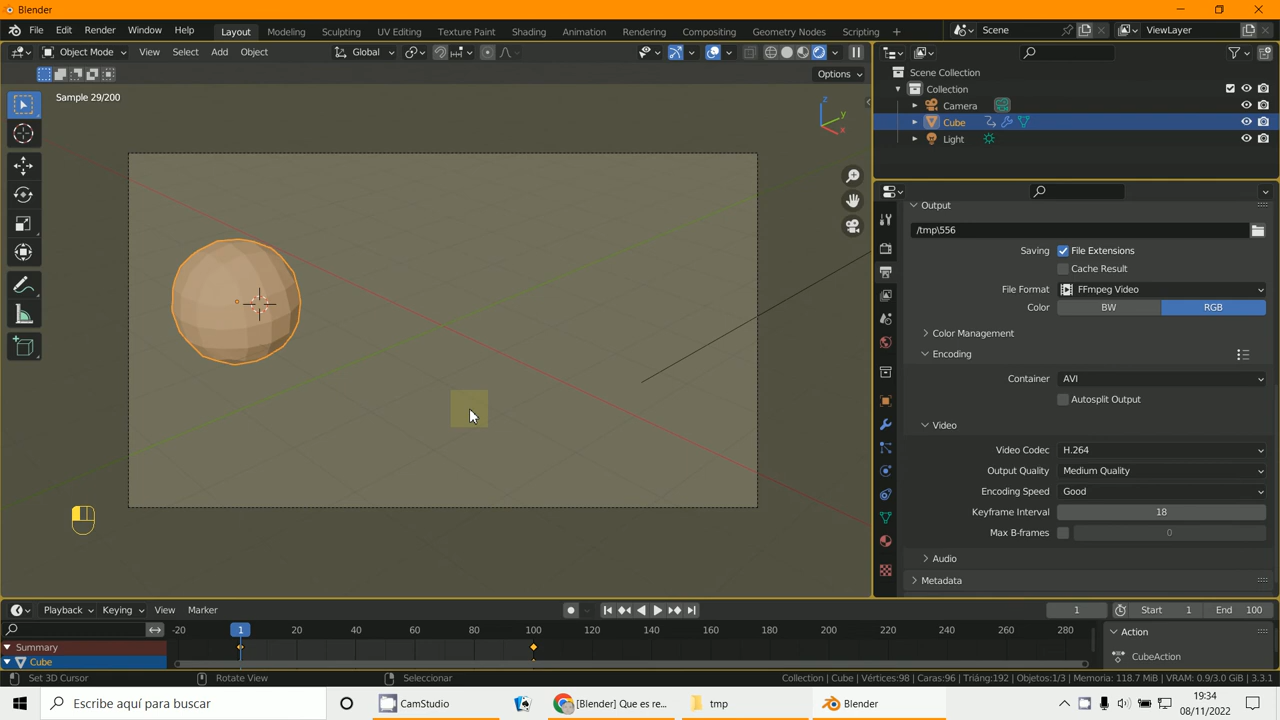 Blender
File Edit Render Window Help Layout Modeling Sculpting UV Editing Texture Paint Shading Animation Rendering Compositing Geometry Nodes Scripting + Scene ViewLayer
Object Mode View Select Add Object Global
Options
Sample 29/200
z
y
x
Scene Collection
Collection
Camera
Cube
Light
Output
/tmp\556
Saving File Extensions
Cache Result
File Format FFmpeg Video
Color BW RGB
Color Management
Encoding
Container AVI
Autosplit Output
Video
Video Codec H.264
Output Quality Medium Quality
Encoding Speed Good
Keyframe Interval 18
Max B-frames 0
Audio
Metadata
Playback Keying View Marker 1 Start 1 End 100
-20 1 20 40 60 80 100 120 140 160 180 200 220 240 260 280
Action
Summary
CubeAction
Cube
Set 3D Cursor Rotate View Seleccionar Collection | Cube | Vértices:98 | Caras:96 | Triáng:192 | Objetos:1/3 | Memoria: 118.7 MiB | VRAM: 0.9/3.0 GiB | 3.3.1
Escribe aquí para buscar CamStudio [Blender] Que es re... tmp Blender
19:34
08/11/2022